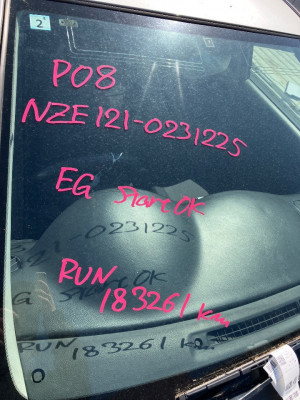 2
P08
NZE121-0231225
EG Start OK
RUN
183261 km